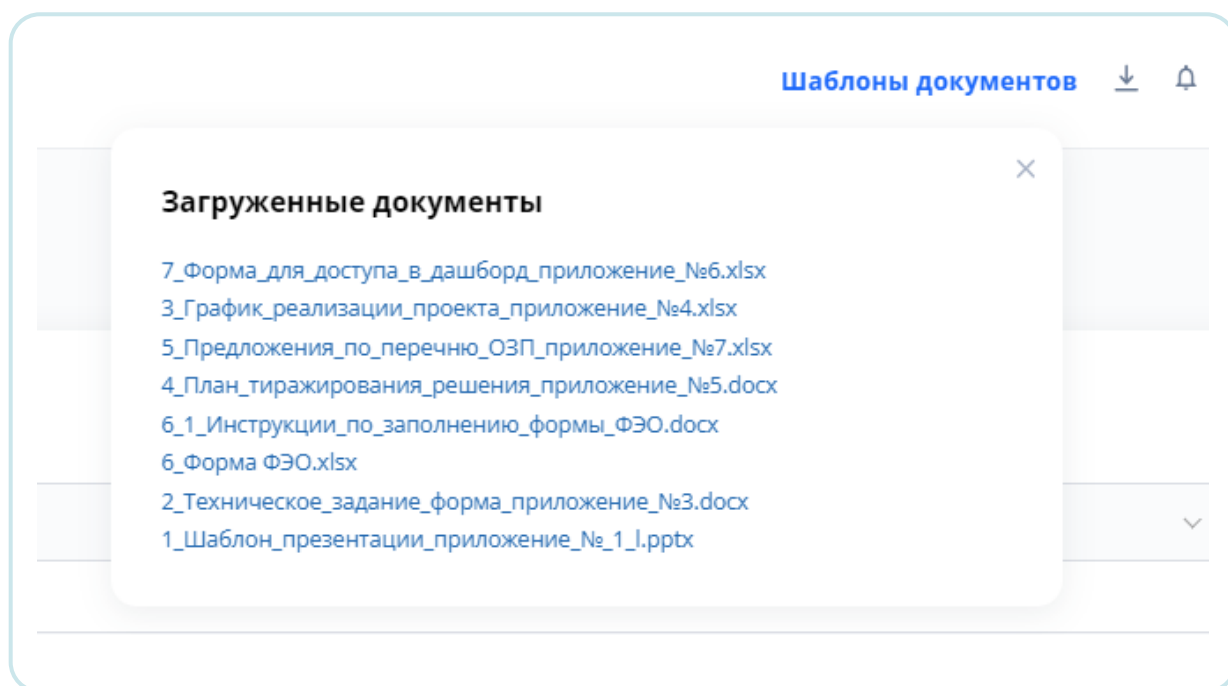 Шаблоны документов
Загруженные документы
7_Форма_для_доступа_в_дашборд_приложение_№6.xlsx
3_График_реализации_проекта_приложение_№4.xlsx
5_Предложения_по_перечню_ОЗП_приложение_№7.xlsx
4_План_тиражирования_решения_приложение_№5.docx
6_1_Инструкции_по_заполнению_формы_ФЭО.docx
6_Форма ФЭО.xlsx
2_Техническое_задание_форма_приложение_№3.docx
1_Шаблон_презентации_приложение_№_1_l.pptx